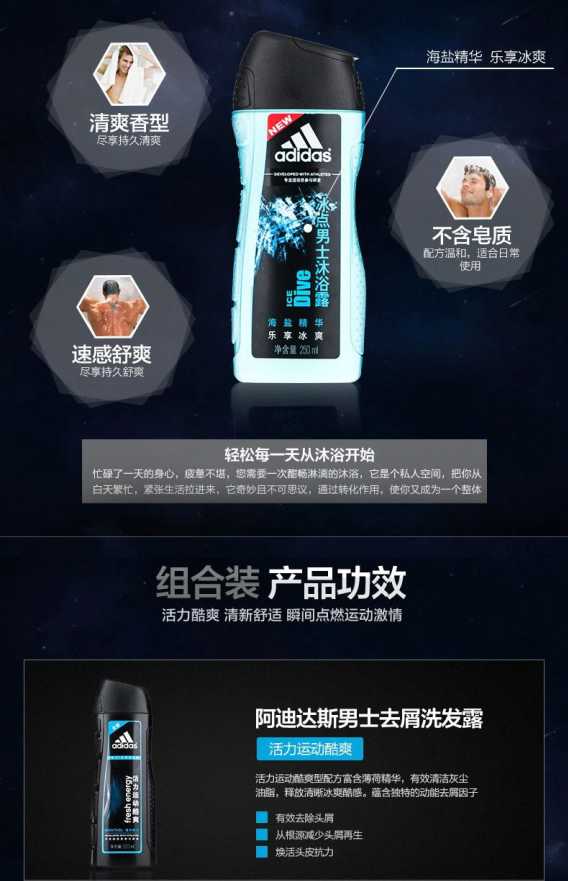 海盐精华 乐享冰爽
清爽香型
尽享持久清爽
NEW
adidas
DEVELOPED WITH ATHLETES
冰点男士沐浴露
ICE
Dive
海盐精华
乐享冰爽
净含量 250ml
不含皂质
配方温和，适合日常
使用
速感舒爽
尽享持久舒爽
轻松每一天从沐浴开始
忙碌了一天的身心，疲惫不堪，您需要一次酣畅淋漓的沐浴，它是个私人空间，把你从
白天繁忙，紧张生活拉进来，它奇妙且不可思议，通过转化作用，使你又成为一个整体
组合装 产品功效
活力酷爽 清新舒适 瞬间点燃运动激情
adidas
活力运动酷爽
fresh energy
阿迪达斯男士去屑洗发露
活力运动酷爽
活力运动酷爽型配方富含薄荷精华，有效清洁灰尘
油脂，释放清晰冰爽酷感。蕴含独特的动能去屑因子
有效去除头屑
从根源减少头屑再生
焕活头皮抗力